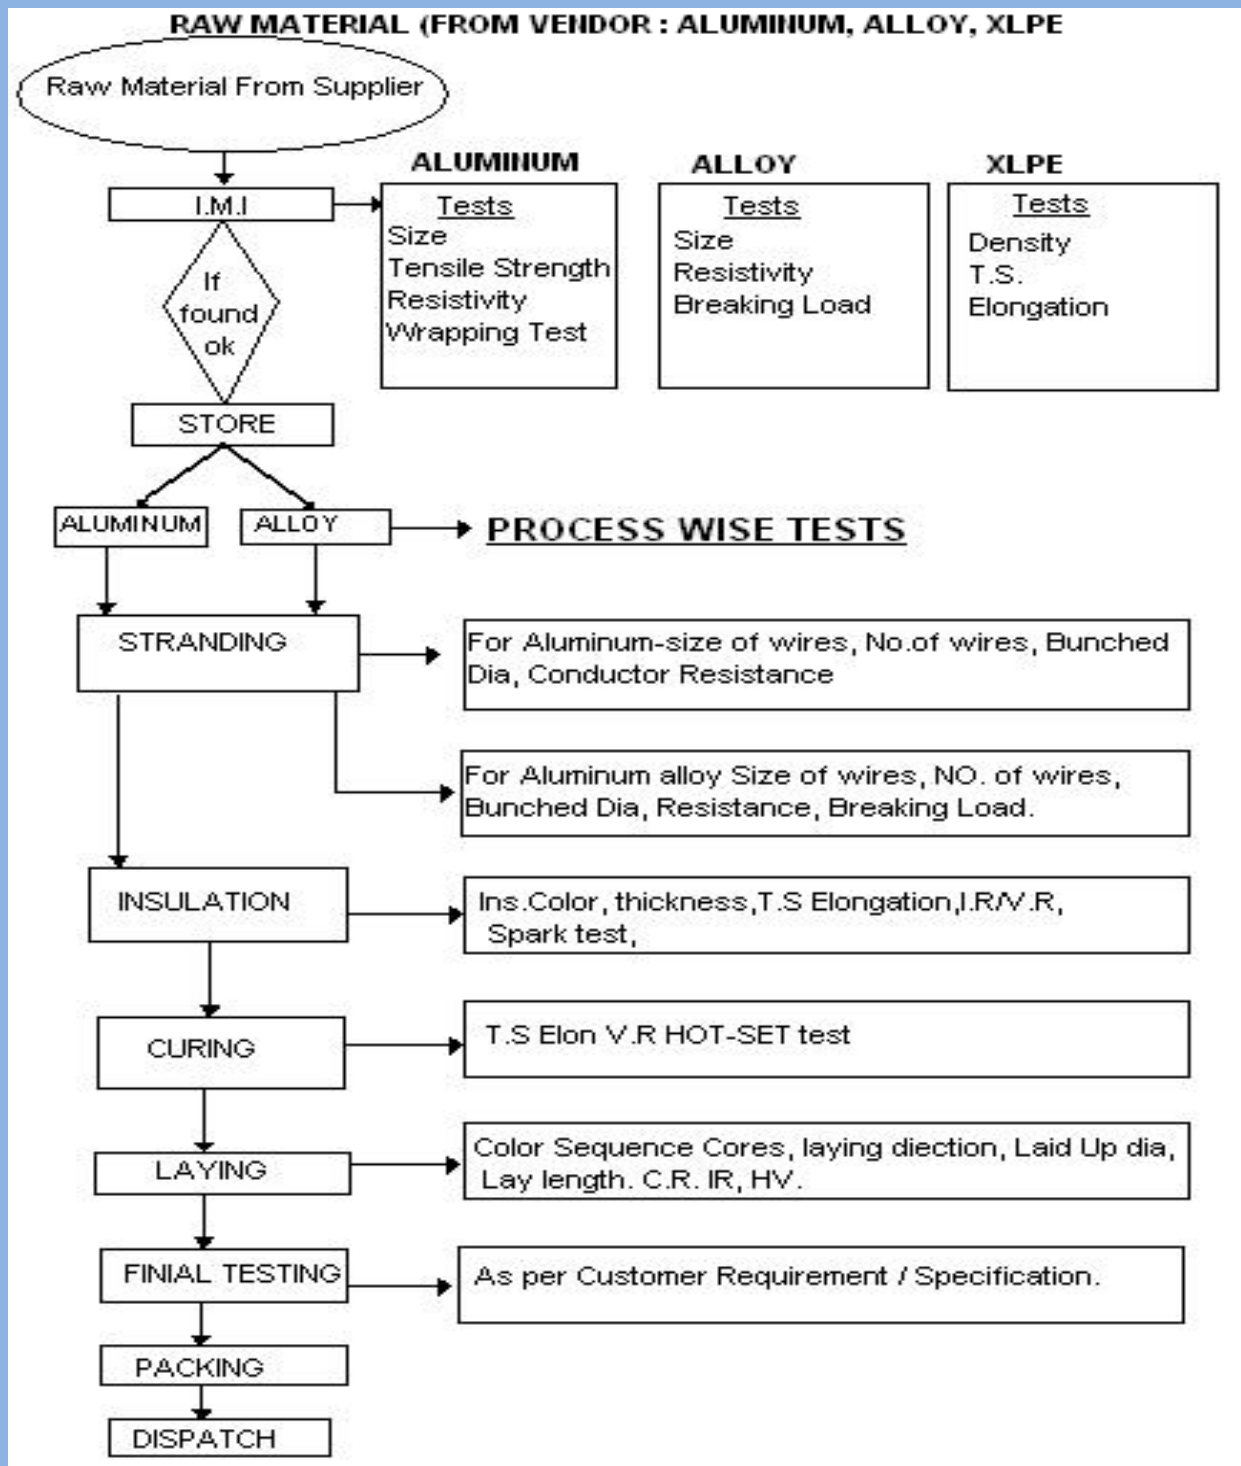 RAW MATERIAL (FROM VENDOR : ALUMINUM, ALLOY, XLPE
Raw Material From Supplier
I.M.I
ALUMINUM
Tests
Size
Tensile Strength
Resistivity
Wrapping Test
ALLOY
Tests
Size
Resistivity
Breaking Load
XLPE
Tests
Density
T.S.
Elongation
If
found
ok
STORE
ALUMINUM
ALLOY
PROCESS WISE TESTS
STRANDING
For Aluminum-size of wires, No.of wires, Bunched
Dia, Conductor Resistance
For Aluminum alloy Size of wires, NO. of wires,
Bunched Dia, Resistance, Breaking Load.
INSULATION
Ins.Color, thickness,T.S Elongation,I.R/V.R,
Spark test,
CURING
T.S Elon V.R HOT-SET test
LAYING
Color Sequence Cores, laying diection, Laid Up dia,
Lay length. C.R. IR, HV.
FINIAL TESTING
As per Customer Requirement / Specification.
PACKING
DISPATCH